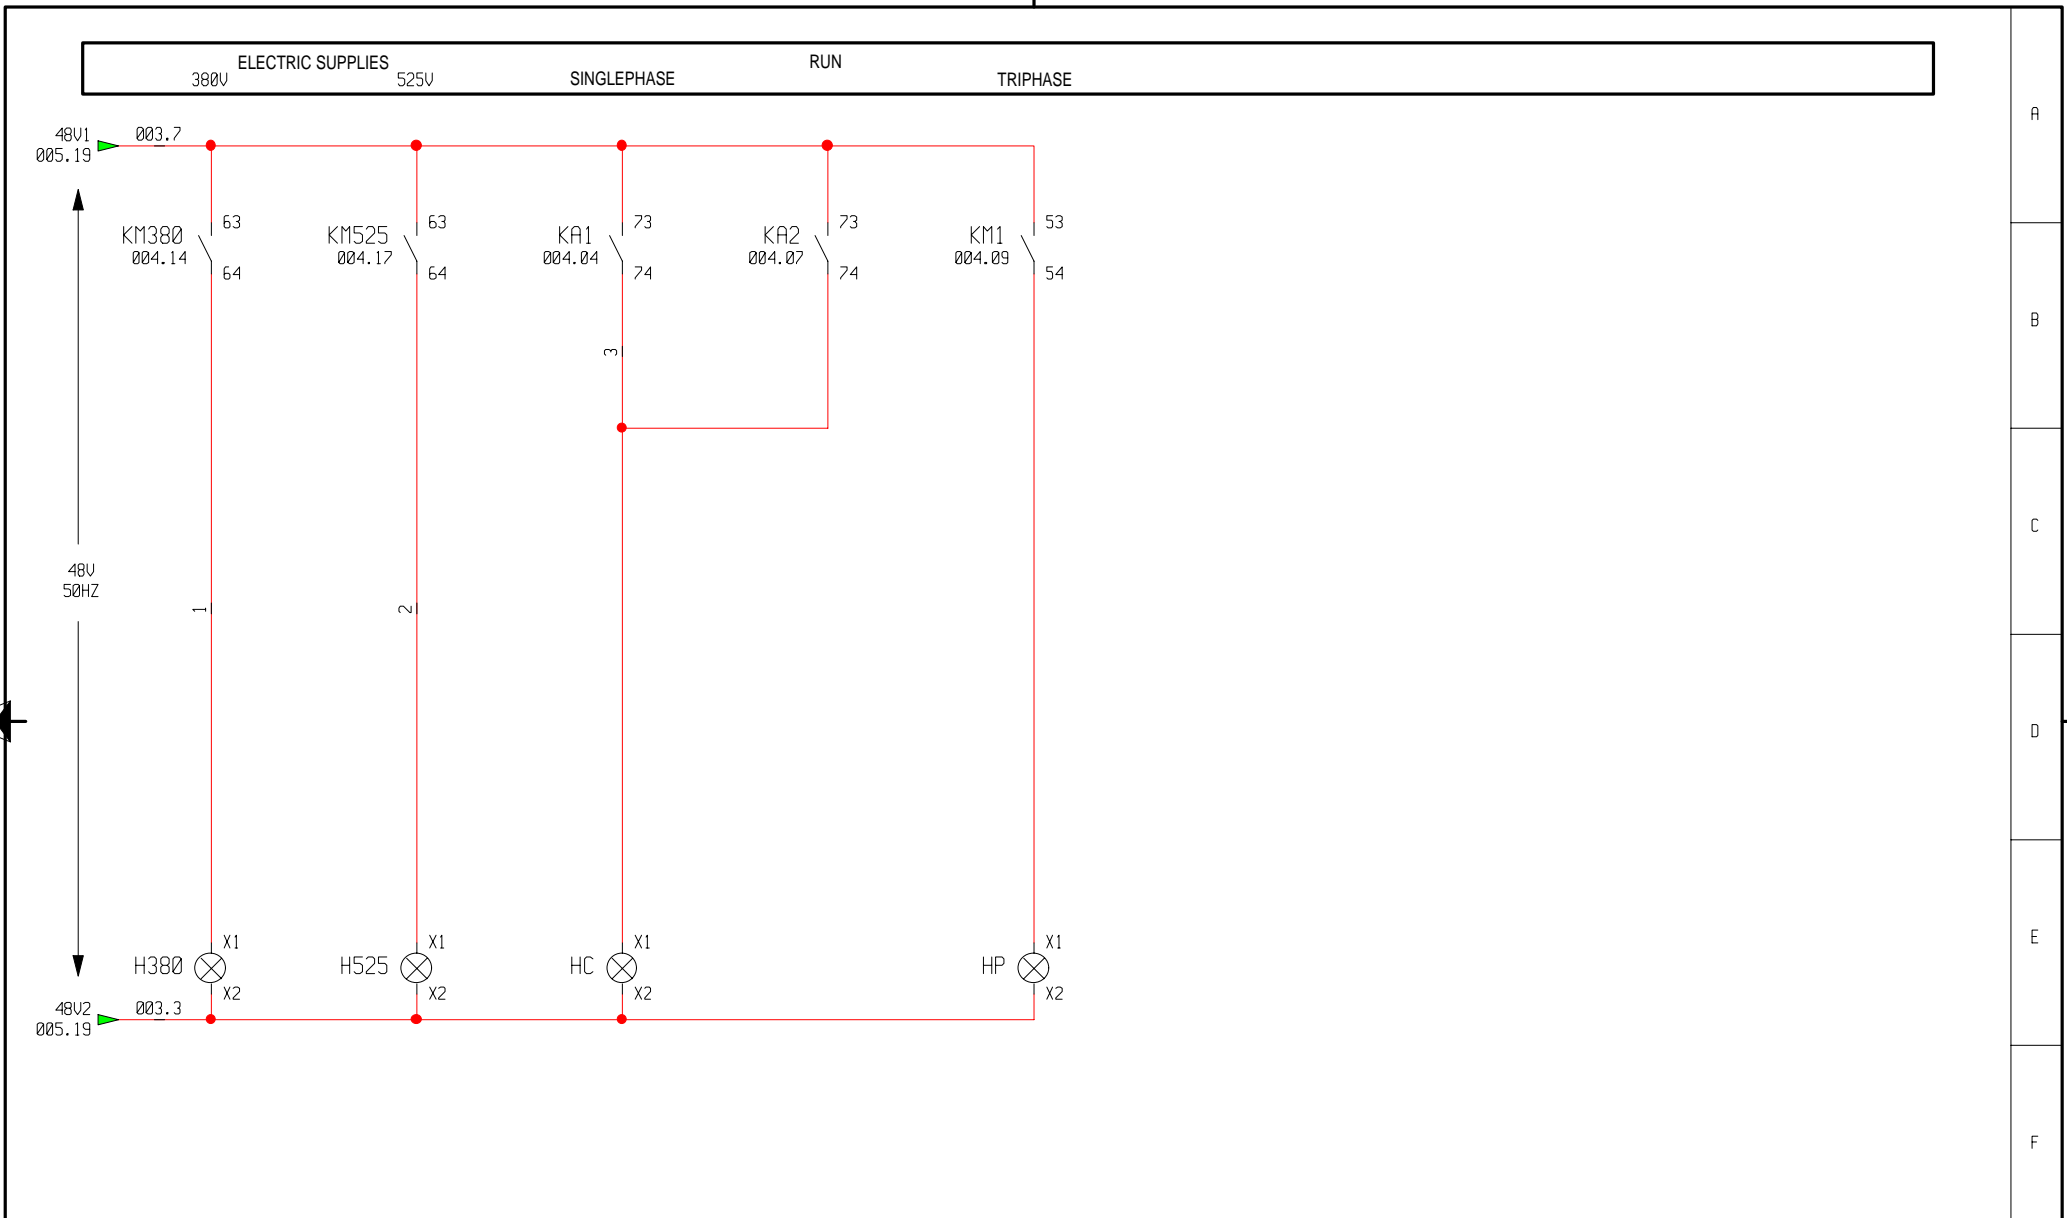 ELECTRIC SUPPLIES RUN
380V 525V SINGLEPHASE TRIPHASE
A
48V1 003.7
005.19
63 63 73 73 53
KM380 KM525 KA1 KA2 KM1
004.14 004.17 004.04 004.07 004.09
64 64 74 74 54
B
3
C
48V
50HZ
1 2
D
X1 X1 X1 X1
E
H380 H525 HC HP
X2 X2 X2 X2
48V2 003.3
005.19
F